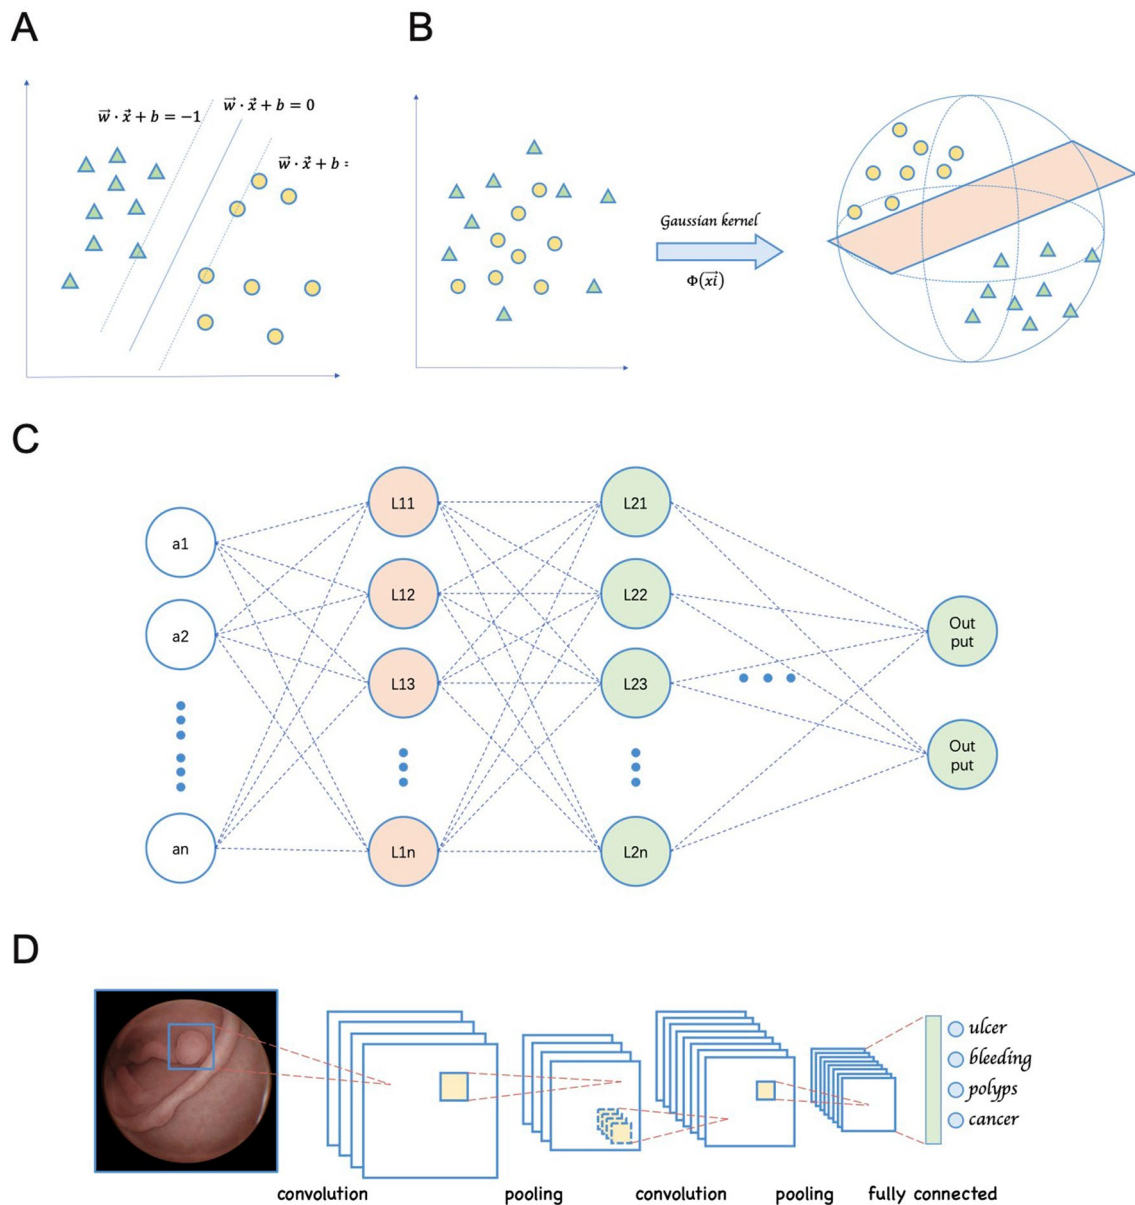 A
B
w⃗ · x⃗ + b = −1
w⃗ · x⃗ + b = 0
w⃗ · x⃗ + b =
Gaussian kernel
Φ(x⃗i)
C
a1
a2
an
L11
L12
L13
L1n
L21
L22
L23
L2n
Out
put
Out
put
D
ulcer
bleeding
polyps
cancer
convolution
pooling
convolution
pooling
fully connected